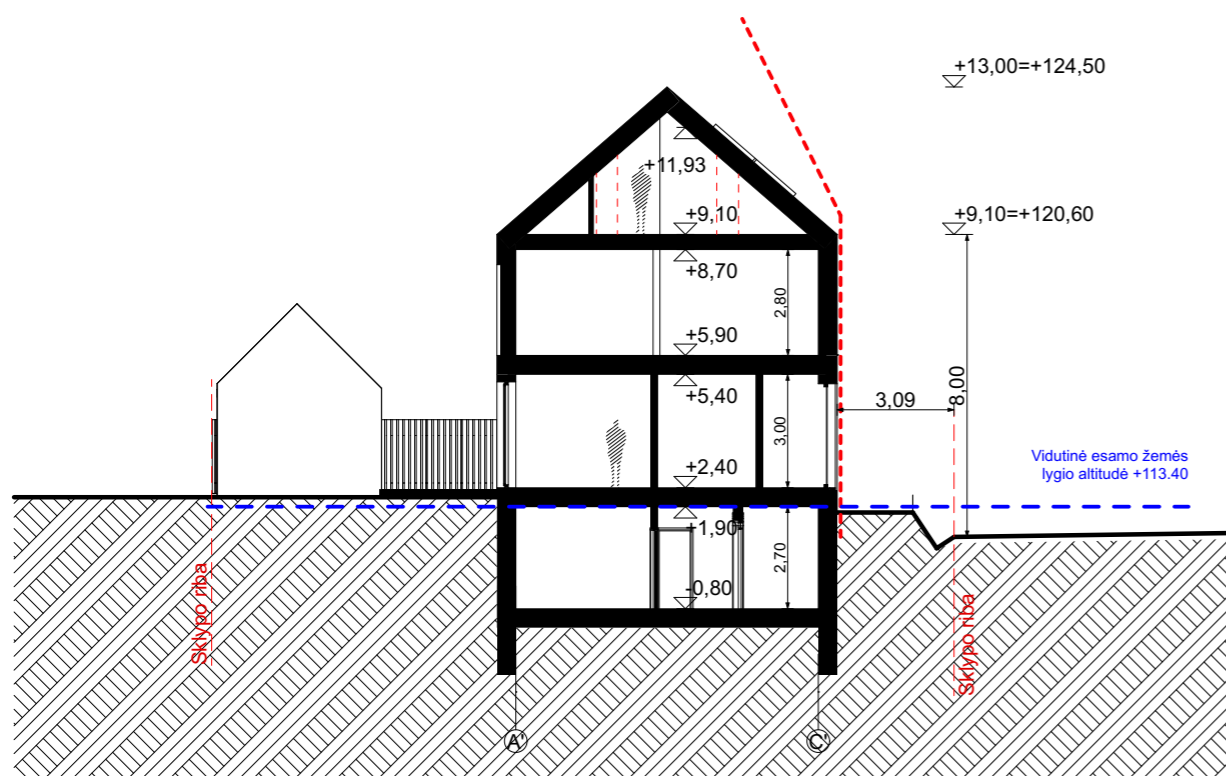 +13,00=+124,50
+11,93
+9,10
+9,10=+120,60
+8,70
2,80
+5,90
+5,40
3,09
8,00
3,00
Vidutinė esamo žemės
lygio altitudė +113.40
+2,40
+1,90
2,70
-0,80
Sklypo riba
Sklypo riba
A'
C'